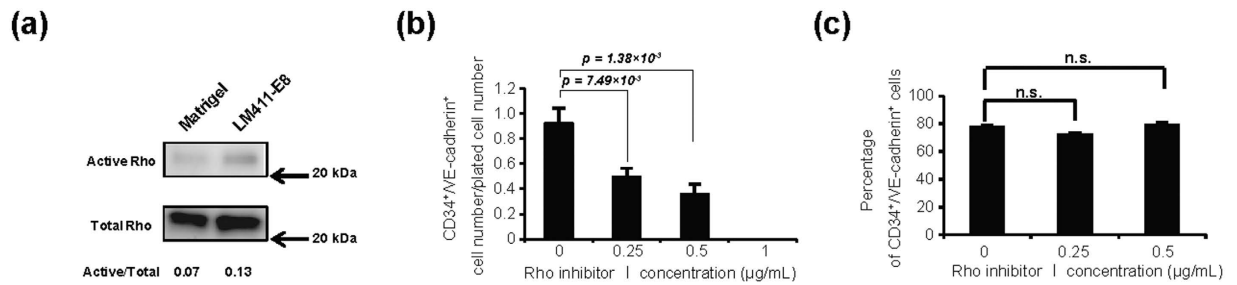 (a)
Matrigel
LM411-E8
Active Rho
20 kDa
Total Rho
20 kDa
Active/Total 0.07 0.13
(b)
p = 1.38×10⁻³
p = 7.49×10⁻³
CD34⁺/VE-cadherin⁺
cell number/plated cell number
1.2
1.0
0.8
0.6
0.4
0.2
0
0 0.25 0.5 1
Rho inhibitor I concentration (µg/mL)
(c)
n.s.
n.s.
Percentage
of CD34⁺/VE-cadherin⁺ cells
100
80
60
40
20
0
0 0.25 0.5
Rho inhibitor I concentration (µg/mL)